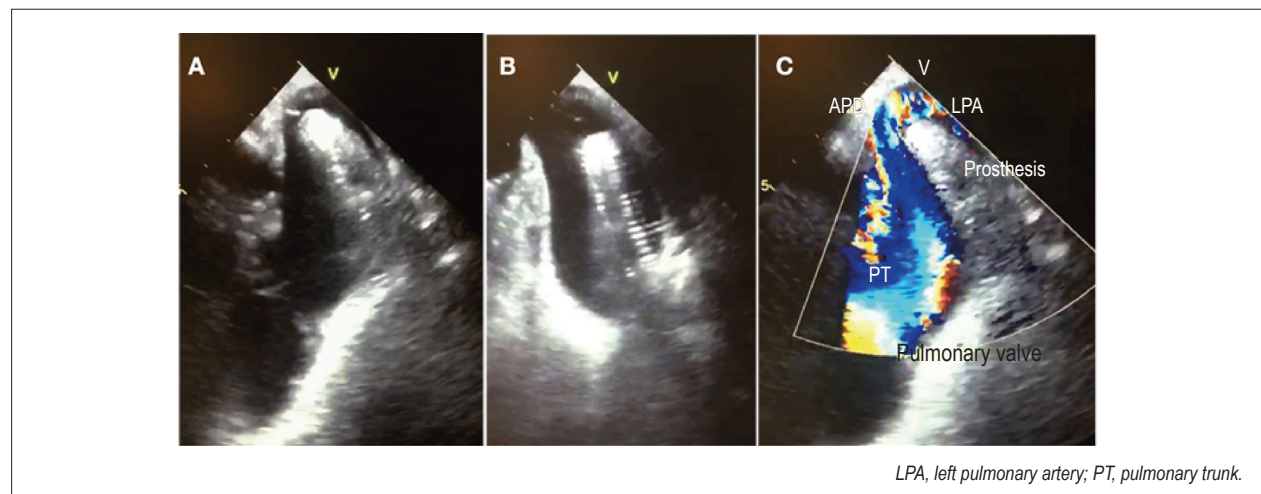 A
V
B
V
C
V
APD
LPA
Prosthesis
5
PT
Pulmonary valve
LPA, left pulmonary artery; PT, pulmonary trunk.